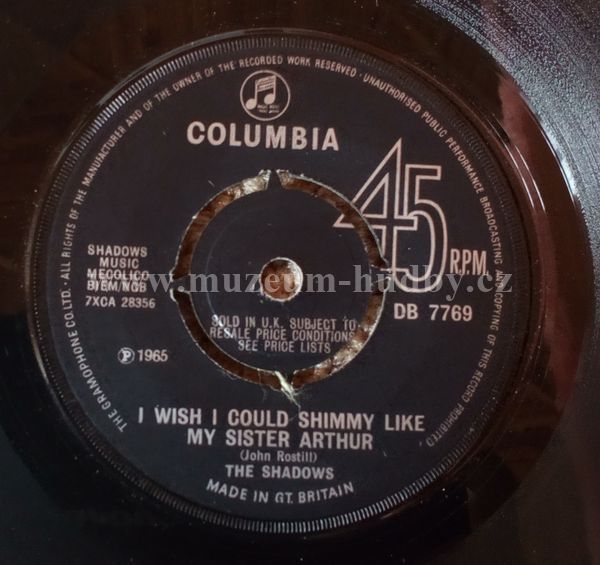 THE GRAMOPHONE CO. LTD. · ALL RIGHTS OF THE MANUFACTURER AND OF THE OWNER OF THE RECORDED WORK RESERVED · UNAUTHORISED PUBLIC PERFORMANCE BROADCASTING AND COPYING OF THIS RECORD PROHIBITED
COLUMBIA
45
R.P.M.
SHADOWS
MUSIC
MECOLICO
BIEM/NCB
7XCA 28356
www.muzeum-hudby.cz
DB 7769
SOLD IN U.K. SUBJECT TO
RESALE PRICE CONDITIONS
SEE PRICE LISTS
Ⓟ 1965
I WISH I COULD SHIMMY LIKE
MY SISTER ARTHUR
(John Rostill)
THE SHADOWS
MADE IN GT. BRITAIN